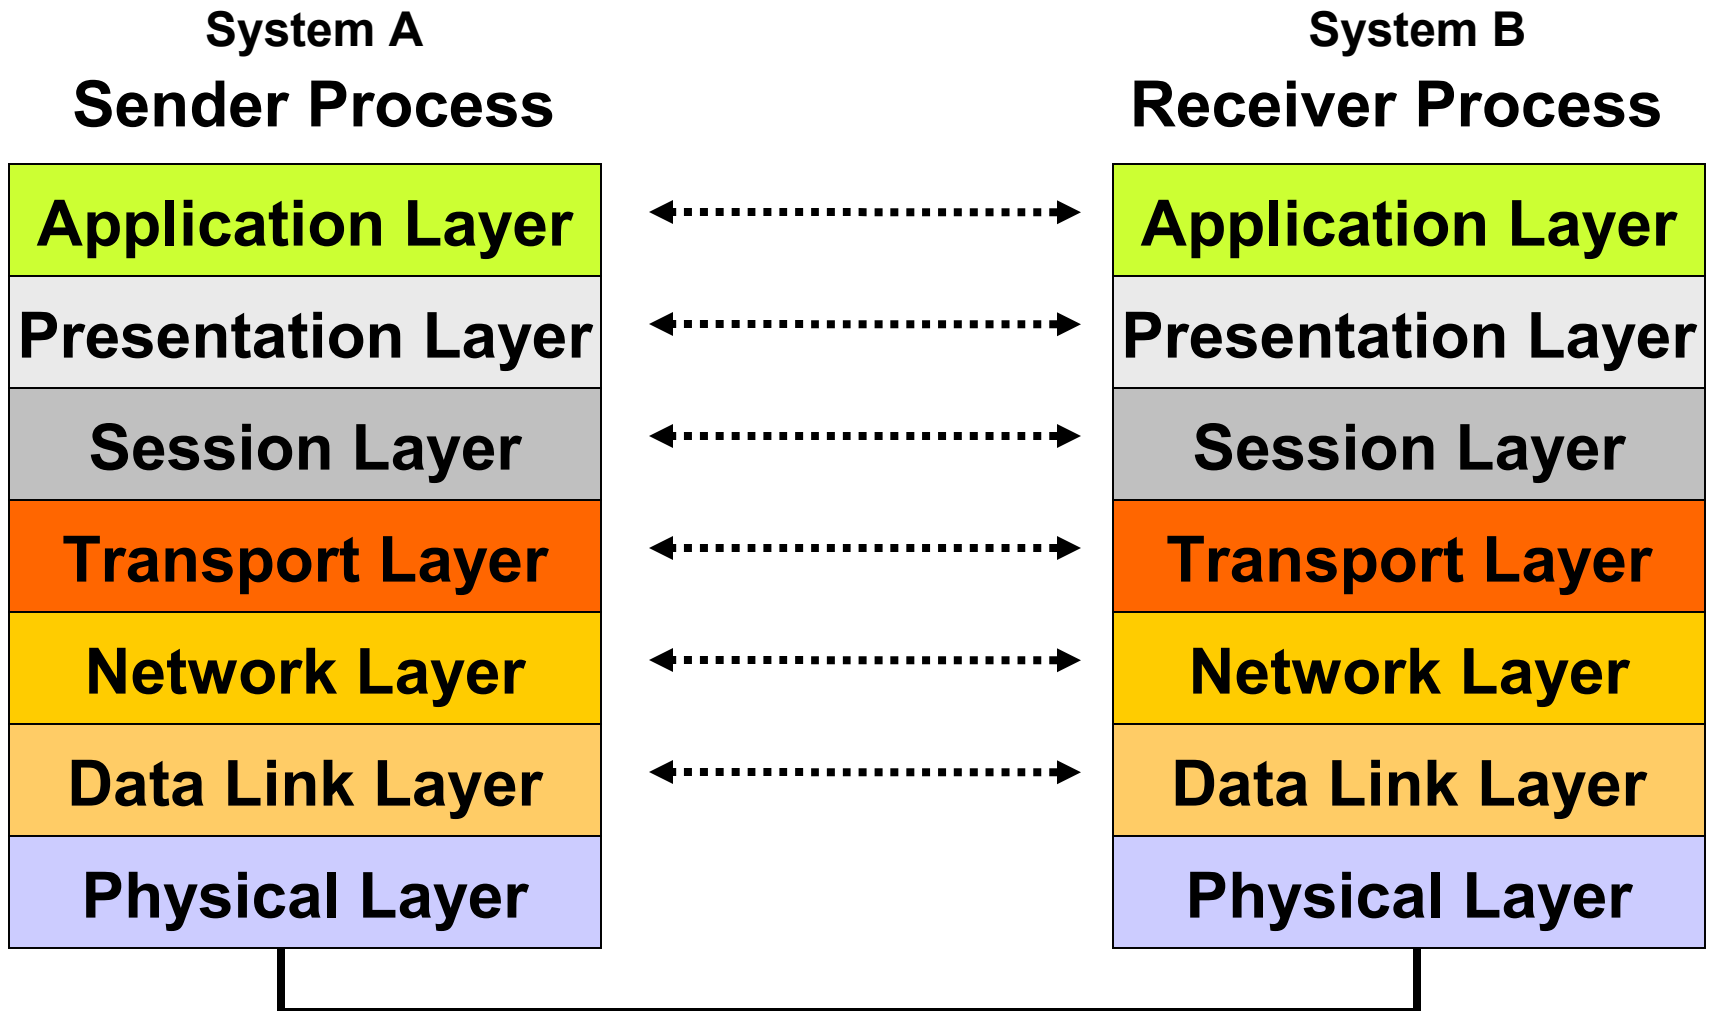 System A
Sender Process
Application Layer
Presentation Layer
Session Layer
Transport Layer
Network Layer
Data Link Layer
Physical Layer
System B
Receiver Process
Application Layer
Presentation Layer
Session Layer
Transport Layer
Network Layer
Data Link Layer
Physical Layer